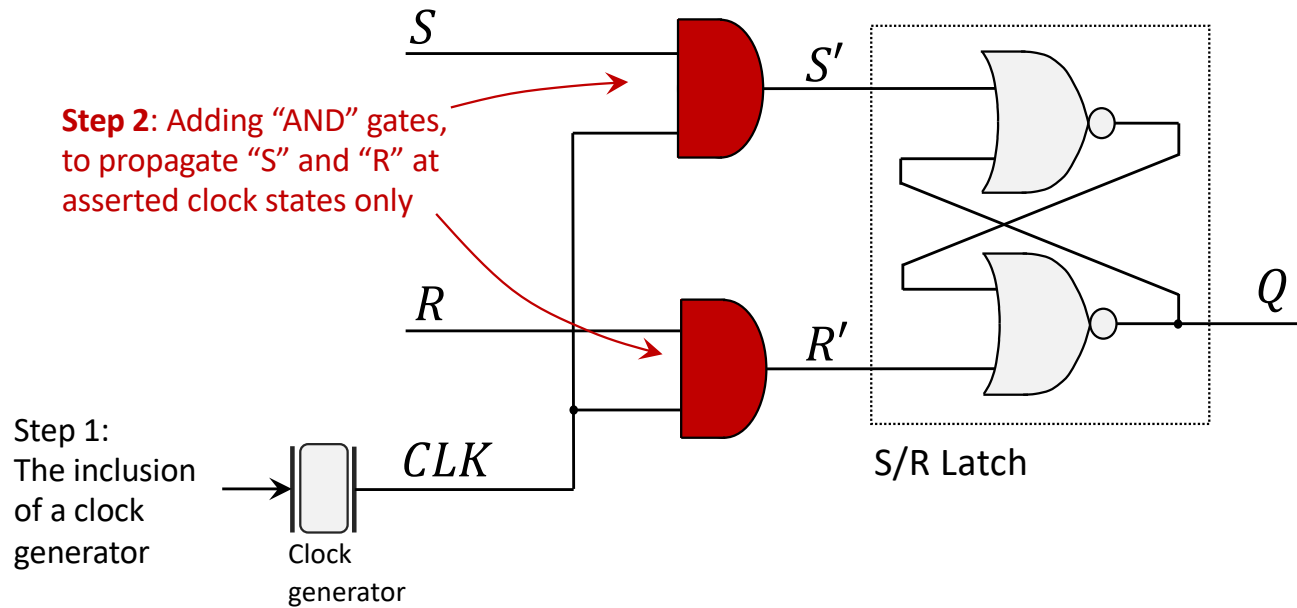 S
S′
Step 2: Adding “AND” gates,
to propagate “S” and “R” at
asserted clock states only
R
R′
Q
Step 1:
The inclusion
of a clock
generator
CLK
S/R Latch
Clock
generator